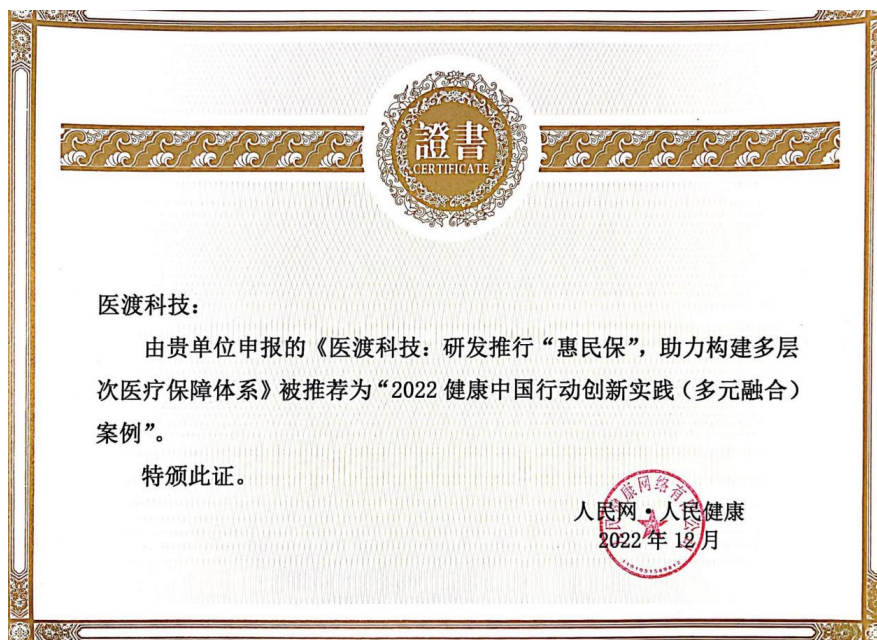 證書
CERTIFICATE
医渡科技：
由贵单位申报的《医渡科技：研发推行“惠民保”，助力构建多层
次医疗保障体系》被推荐为“2022 健康中国行动创新实践（多元融合）
案例”。
特颁此证。
人民网·人民健康
2022 年 12 月